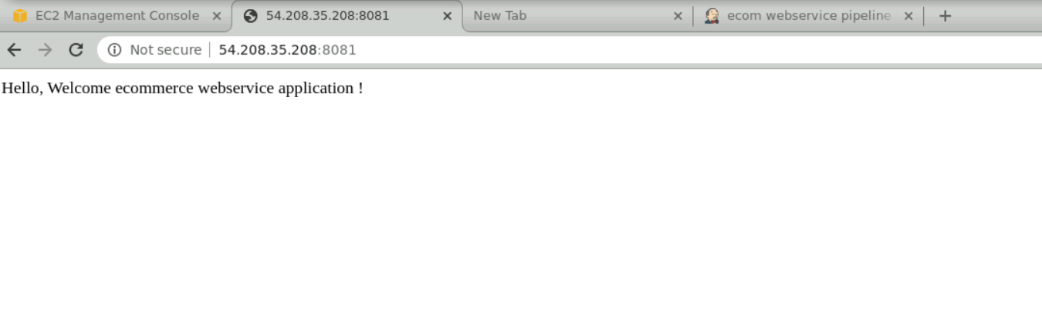 EC2 Management Console
54.208.35.208:8081
New Tab
ecom webservice pipeline
Not secure
54.208.35.208:8081
Hello, Welcome ecommerce webservice application !